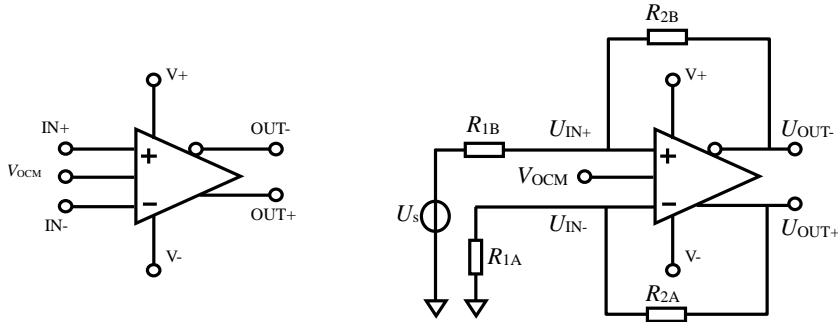 V+
IN+
OUT-
VOCM
IN-
OUT+
V-
R2B
V+
R1B
UIN+
UOUT-
VOCM
Us
UIN-
UOUT+
R1A
V-
R2A